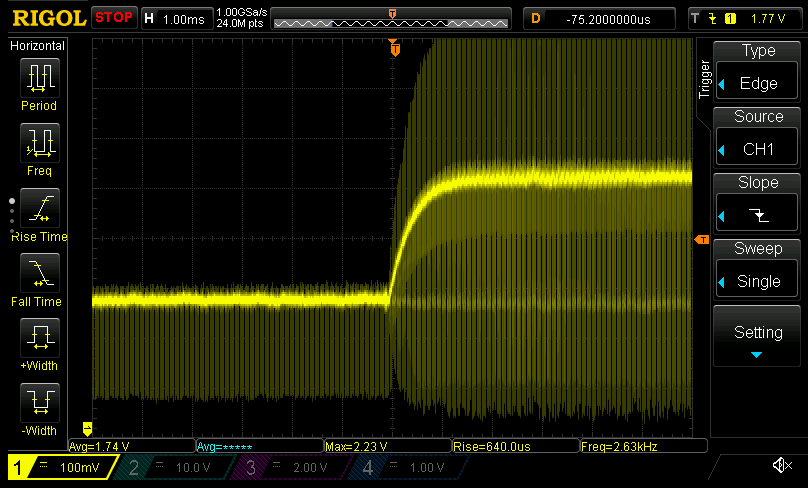 RIGOL STOP H 1.00ms 1.00GSa/s 24.0M pts T D -75.2000000us T 1 1.77 V
Horizontal
Period
Freq
Rise Time
Fall Time
+Width
-Width
T
T
Trigger
Type
Edge
Source
CH1
Slope
Sweep
Single
Setting
Avg=1.74 V Avg=***** Max=2.23 V Rise=640.0us Freq=2.63kHz
1 100mV 2 10.0 V 3 2.00 V 4 1.00 V